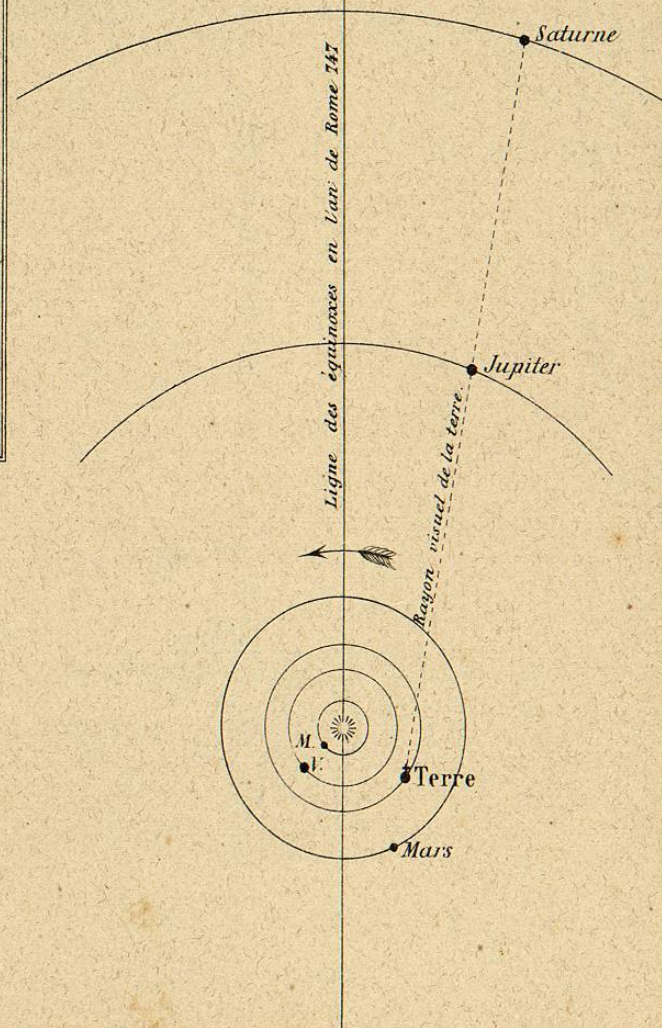 Saturne
Ligne des équinoxes en l'an de Rome 747
Jupiter
Rayon visuel de la terre.
M.
V.
Terre
Mars